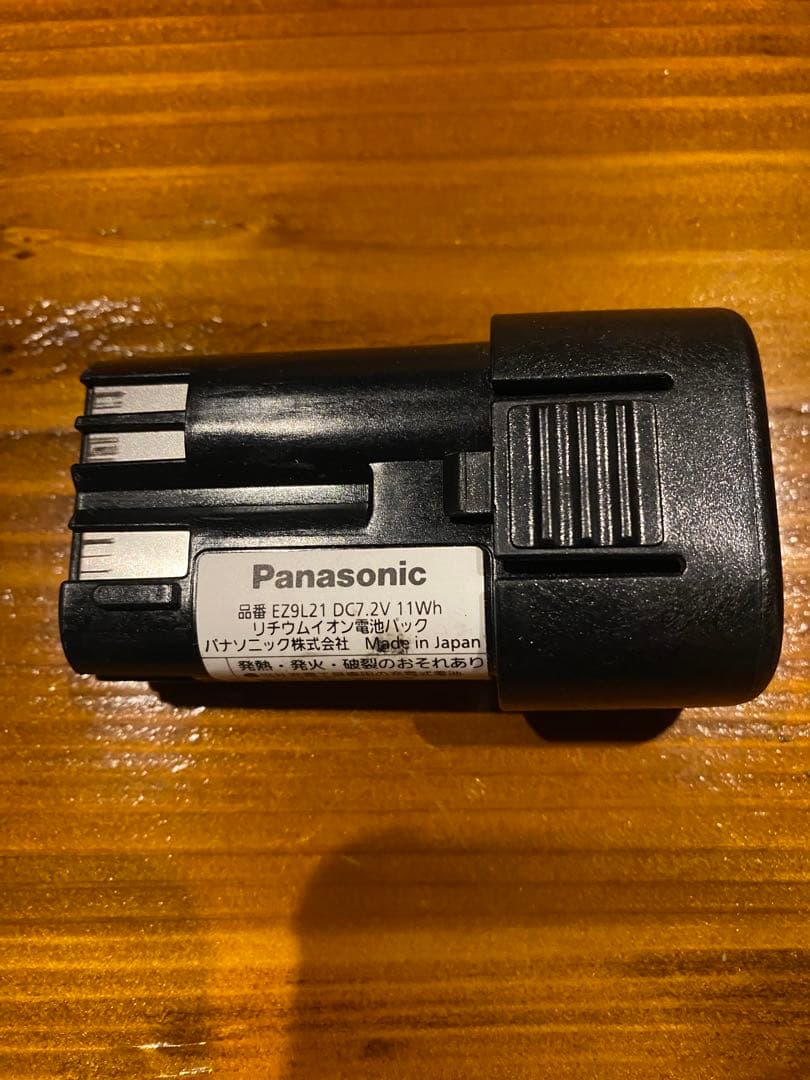 Panasonic
品番 EZ9L21 DC7.2V 11Wh
リチウムイオン電池パック
パナソニック株式会社 Made in Japan
発熱・発火・破裂のおそれあり